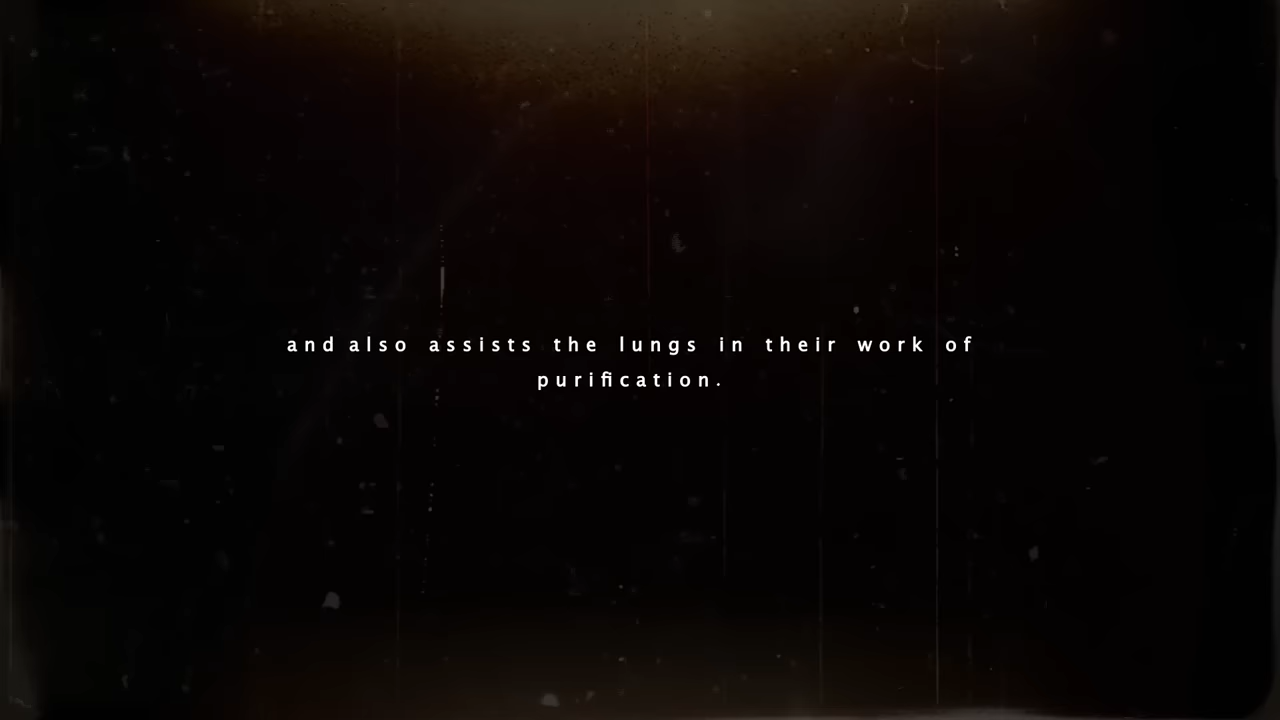 and also assists the lungs in their work of
purification.